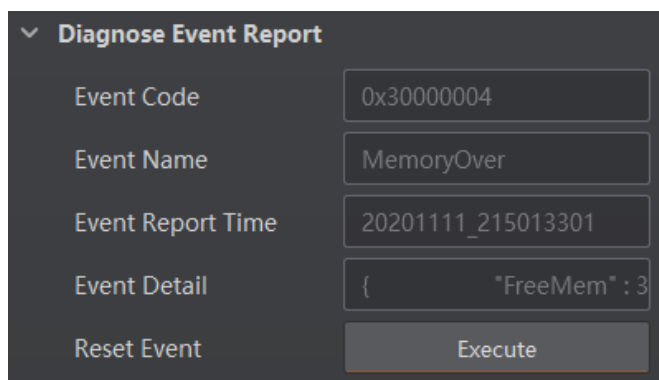 Diagnose Event Report
Event Code 0x30000004
Event Name MemoryOver
Event Report Time 20201111_215013301
Event Detail { "FreeMem" : 3
Reset Event Execute